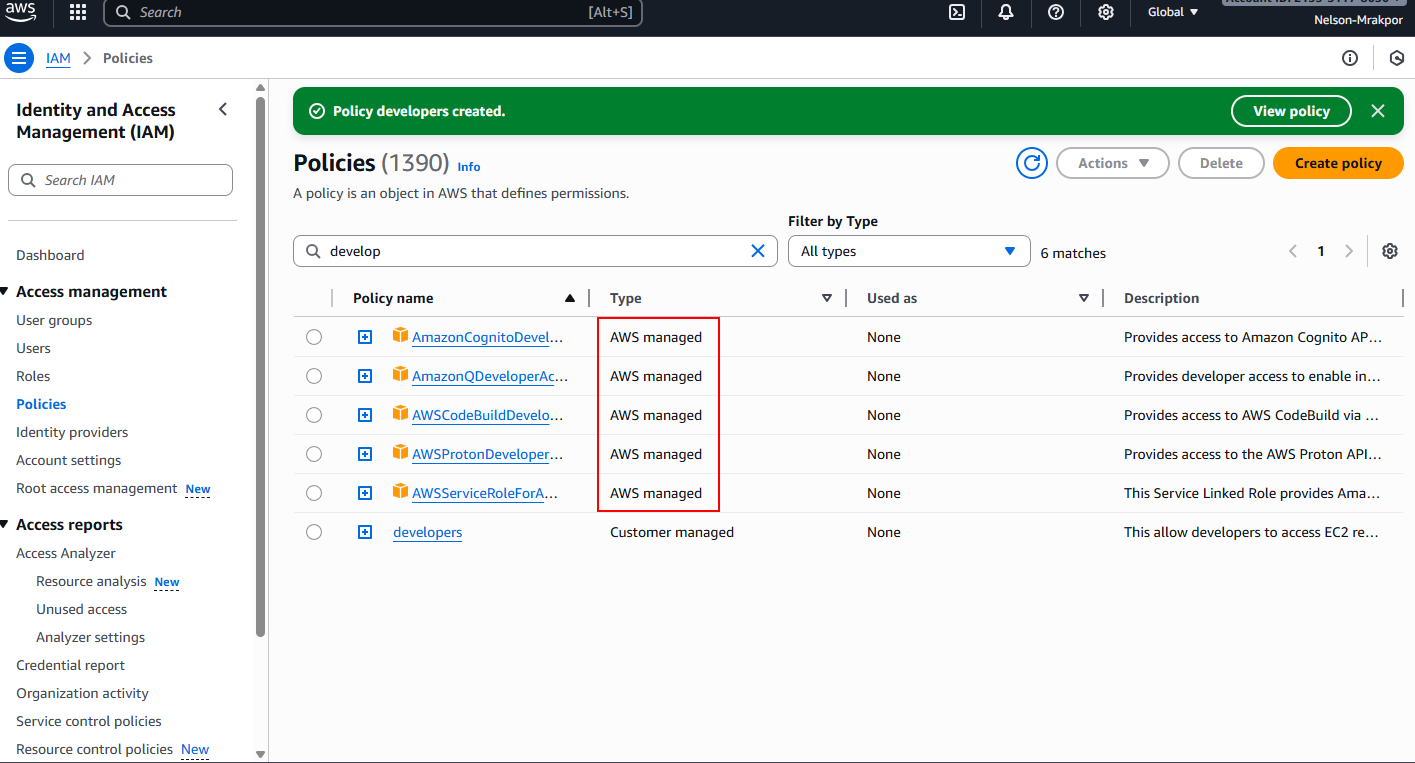 aws
Search
[Alt+S]
Global
Nelson-Mrakpor
IAM
Policies
Identity and Access
Management (IAM)
Search IAM
Dashboard
Access management
User groups
Users
Roles
Policies
Identity providers
Account settings
Root access management New
Access reports
Access Analyzer
Resource analysis New
Unused access
Analyzer settings
Credential report
Organization activity
Service control policies
Resource control policies New
Policy developers created.
View policy
Policies (1390) Info
Actions
Delete
Create policy
A policy is an object in AWS that defines permissions.
Filter by Type
develop
All types
6 matches
1
Policy name Type Used as Description
AmazonCognitoDevel... AWS managed None Provides access to Amazon Cognito AP...
AmazonQDeveloperAc... AWS managed None Provides developer access to enable in...
AWSCodeBuildDevelo... AWS managed None Provides access to AWS CodeBuild via ...
AWSProtonDeveloper... AWS managed None Provides access to the AWS Proton API...
AWSServiceRoleForA... AWS managed None This Service Linked Role provides Ama...
developers Customer managed None This allow developers to access EC2 re...